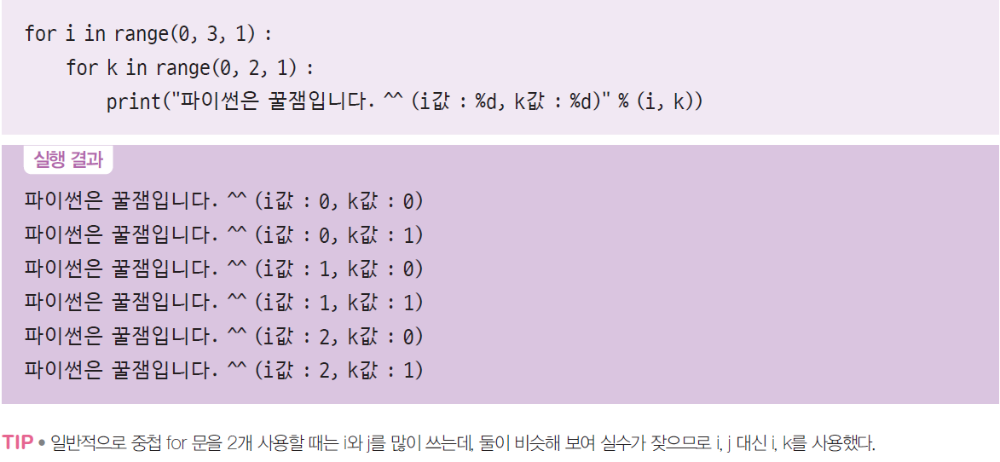 for i in range(0, 3, 1) :
    for k in range(0, 2, 1) :
        print("파이썬은 꿀잼입니다. ^^ (i값 : %d, k값 : %d)" % (i, k))
실행 결과
파이썬은 꿀잼입니다. ^^ (i값 : 0, k값 : 0)
파이썬은 꿀잼입니다. ^^ (i값 : 0, k값 : 1)
파이썬은 꿀잼입니다. ^^ (i값 : 1, k값 : 0)
파이썬은 꿀잼입니다. ^^ (i값 : 1, k값 : 1)
파이썬은 꿀잼입니다. ^^ (i값 : 2, k값 : 0)
파이썬은 꿀잼입니다. ^^ (i값 : 2, k값 : 1)
TIP • 일반적으로 중첩 for 문을 2개 사용할 때는 i와 j를 많이 쓰는데, 둘이 비슷해 보여 실수가 잦으므로 i, j 대신 i, k를 사용했다.